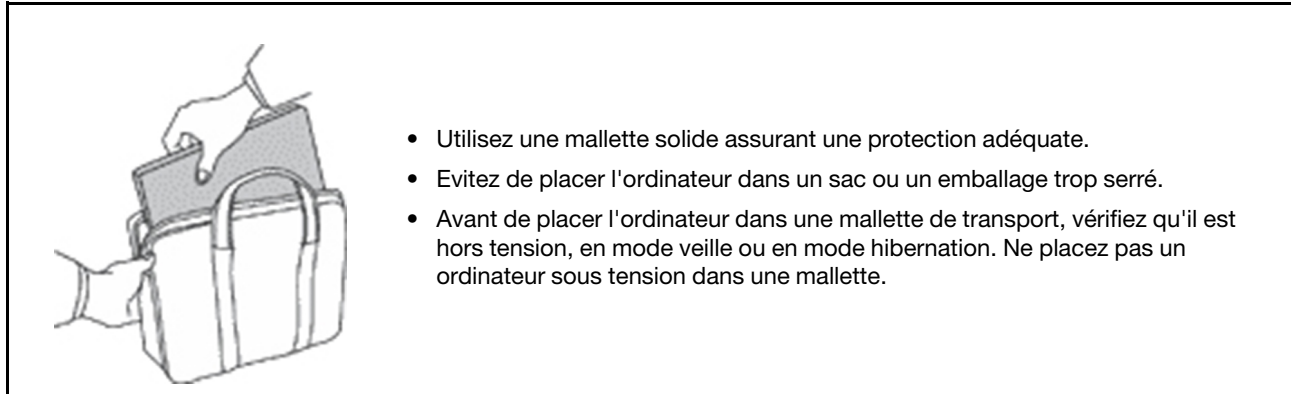 • Utilisez une mallette solide assurant une protection adéquate.
• Evitez de placer l'ordinateur dans un sac ou un emballage trop serré.
• Avant de placer l'ordinateur dans une mallette de transport, vérifiez qu'il est
hors tension, en mode veille ou en mode hibernation. Ne placez pas un
ordinateur sous tension dans une mallette.